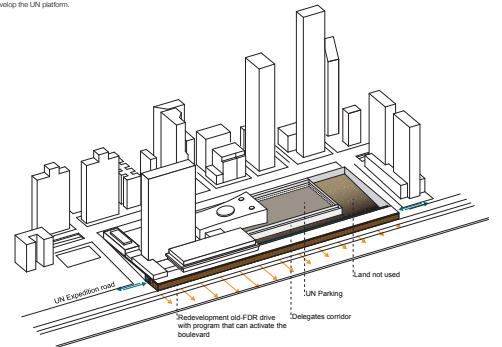 velop the UN platform.
Land not used
UN Parking
UN Expedition road
Delegates corridor
Redevelopment old-FDR drive
with program that can activate the
boulevard